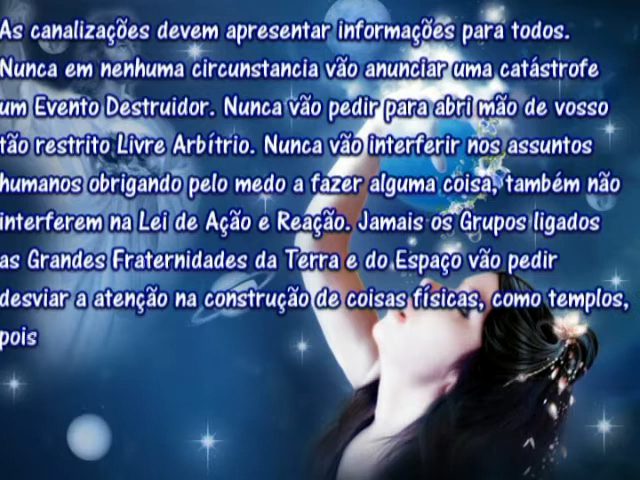 As canalizações devem apresentar informações para todos.
Nunca em nenhuma circunstancia vão anunciar uma catástrofe
um Evento Destruidor. Nunca vão pedir para abri mão de vosso
tão restrito Livre Arbítrio. Nunca vão interferir nos assuntos
humanos obrigando pelo medo a fazer alguma coisa, também não
interferem na Lei de Ação e Reação. Jamais os Grupos ligados
as Grandes Fraternidades da Terra e do Espaço vão pedir
desviar a atenção na construção de coisas físicas, como templos,
pois